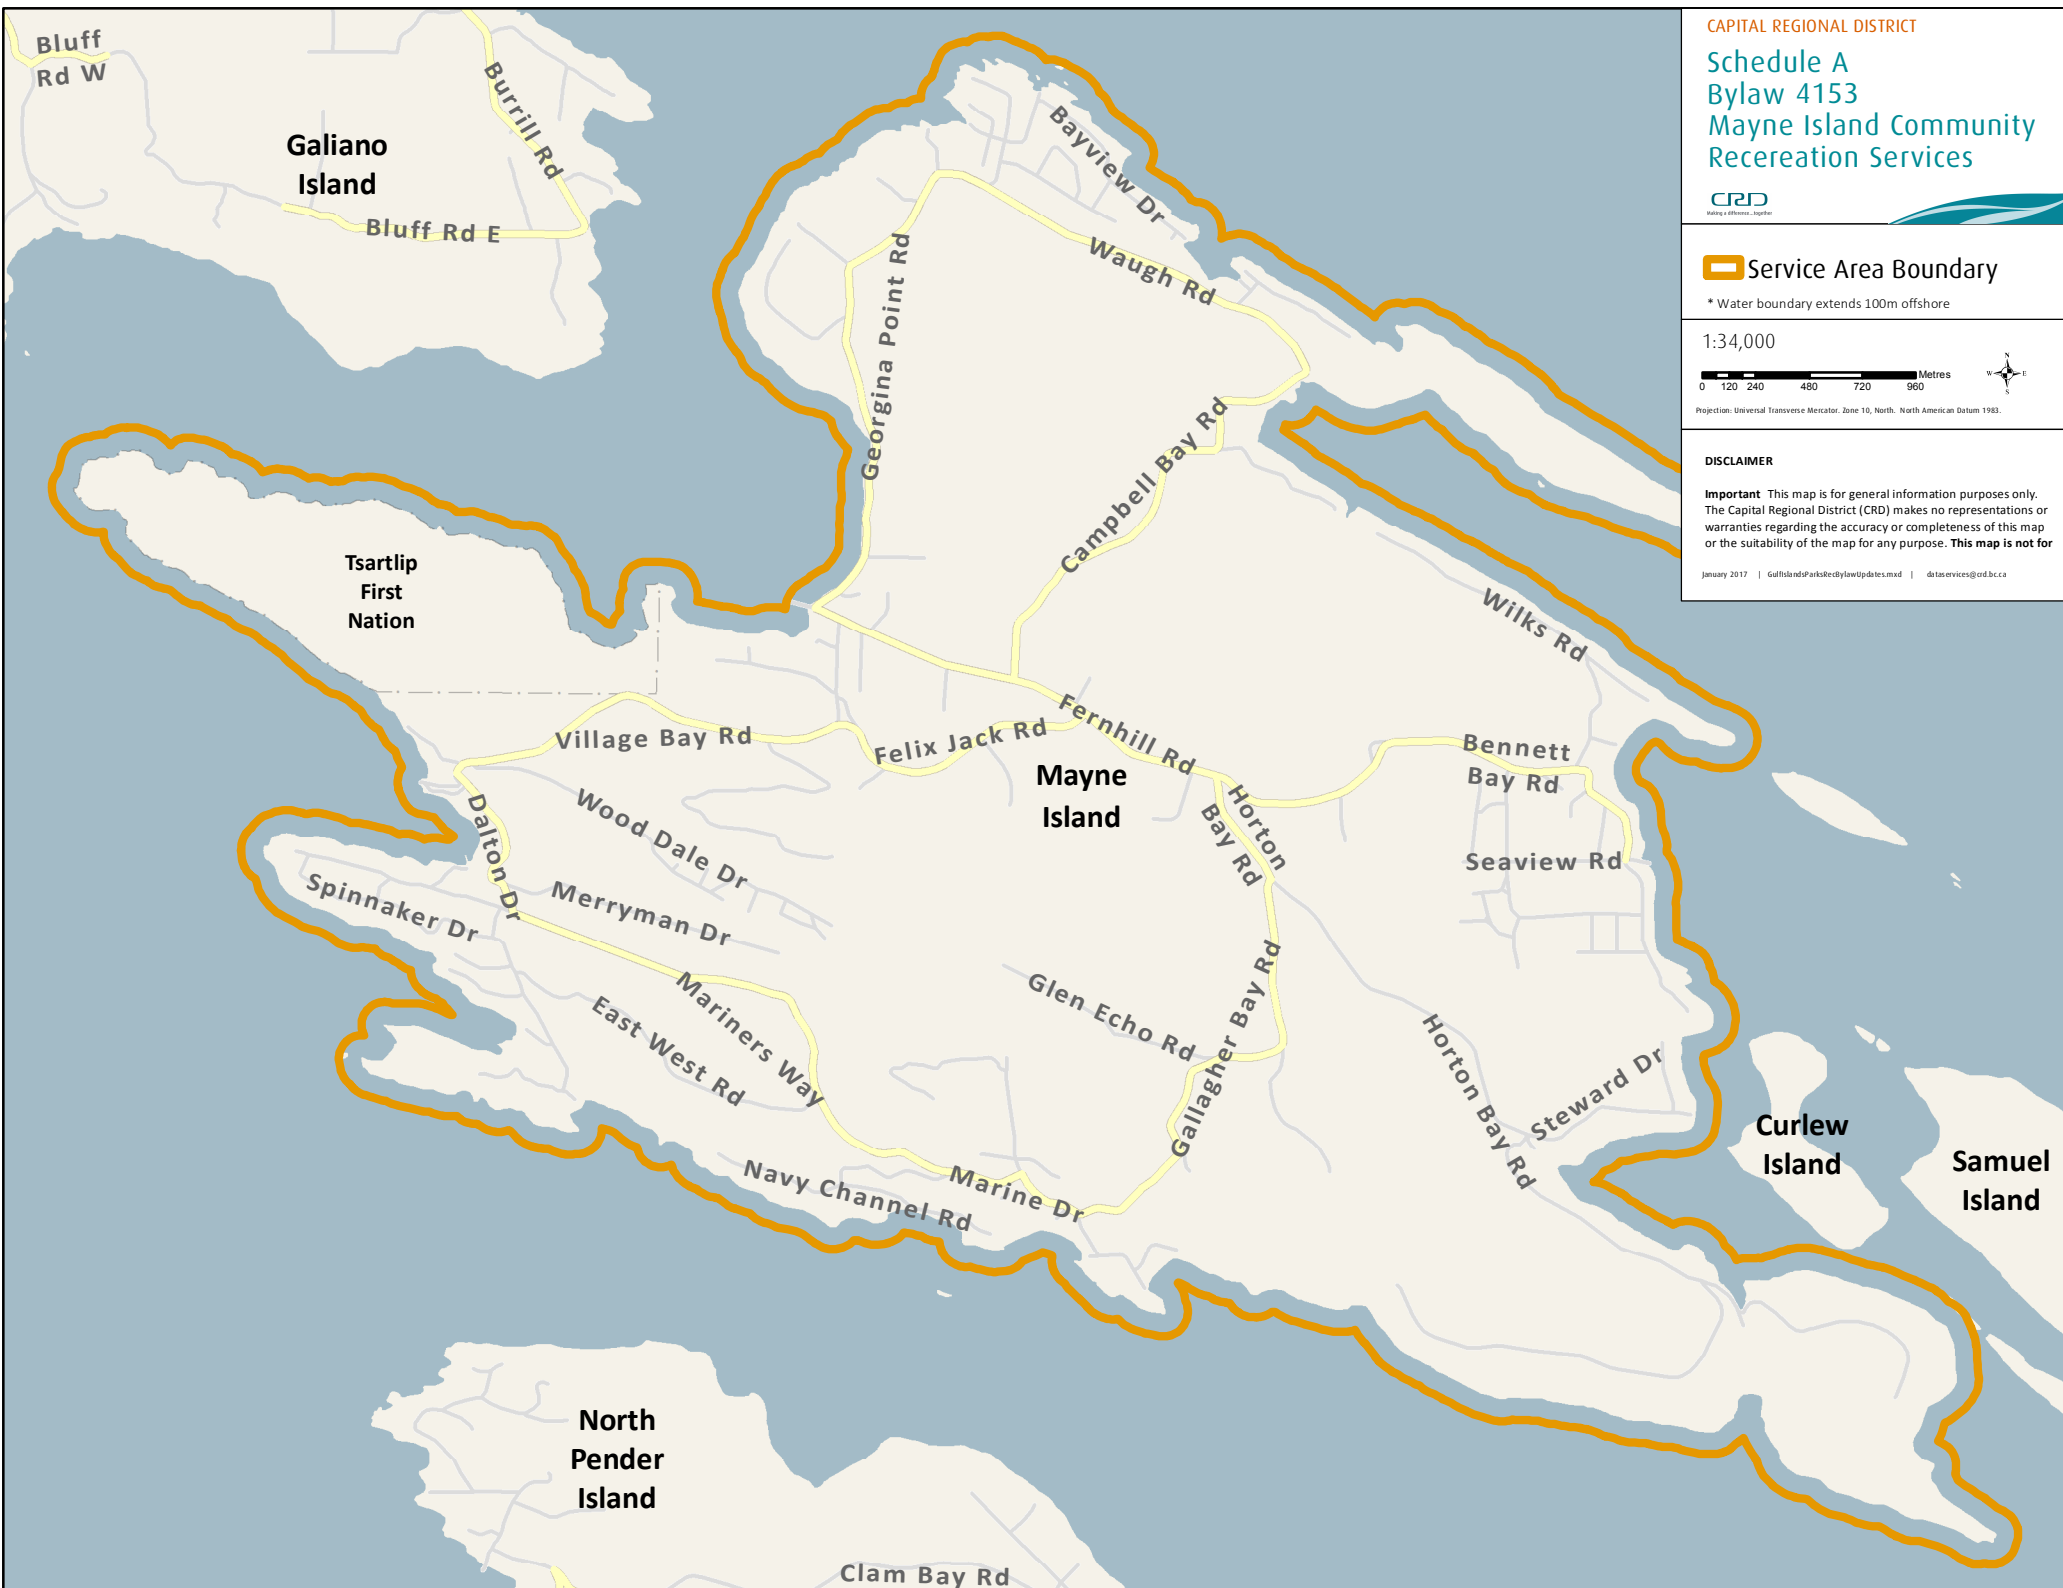 CAPITAL REGIONAL DISTRICT
Schedule A
Bylaw 4153
Mayne Island Community
Recereation Services
CRD
Making a difference...together
Service Area Boundary
* Water boundary extends 100m offshore
1:34,000
Metres
0 120 240 480 720 960
N
W E
S
Projection: Universal Transverse Mercator. Zone 10, North. North American Datum 1983.
DISCLAIMER
Important This map is for general information purposes only.
The Capital Regional District (CRD) makes no representations or
warranties regarding the accuracy or completeness of this map
or the suitability of the map for any purpose. This map is not for
January 2017 | GulfIslandsParksRecBylawUpdates.mxd | dataservices@crd.bc.ca
Bluff
Rd W
Burrill Rd
Galiano
Island
Bluff Rd E
Bayview Dr
Waugh Rd
Georgina Point Rd
Campbell Bay Rd
Tsartlip
First
Nation
Wilks Rd
Village Bay Rd
Felix Jack Rd
Fernhill Rd
Bennett
Bay Rd
Mayne
Island
Horton
Bay Rd
Dalton Dr
Wood Dale Dr
Seaview Rd
Spinnaker Dr
Merryman Dr
Mariners Way
East West Rd
Glen Echo Rd
Gallagher Bay Rd
Horton Bay Rd
Steward Dr
Curlew
Island
Samuel
Island
Navy Channel Rd
Marine Dr
North
Pender
Island
Clam Bay Rd